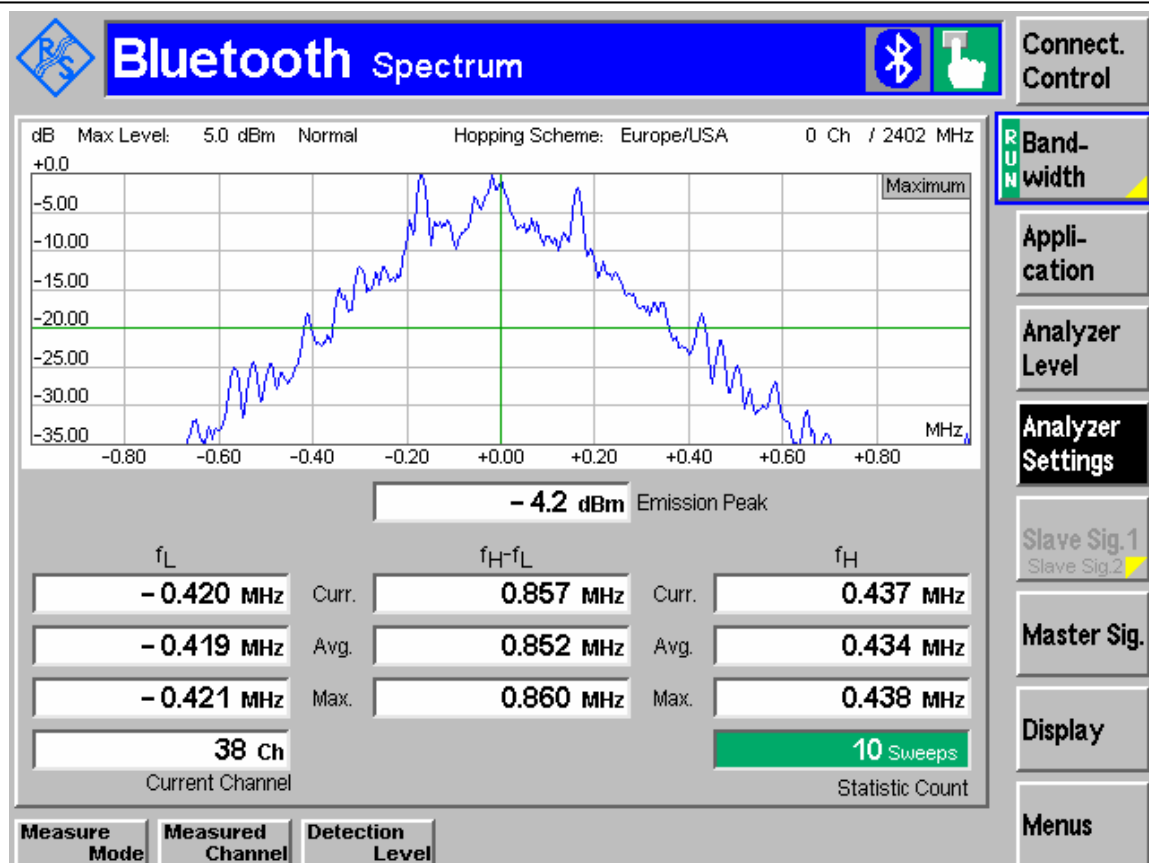 R S
Bluetooth Spectrum
dB Max Level: 5.0 dBm Normal Hopping Scheme: Europe/USA 0 Ch / 2402 MHz
+0.0
Maximum
-5.00
-10.00
-15.00
-20.00
-25.00
-30.00
-35.00
MHz
-0.80 -0.60 -0.40 -0.20 +0.00 +0.20 +0.40 +0.60 +0.80
-4.2 dBm Emission Peak
fL fH-fL fH
-0.420 MHz Curr. 0.857 MHz Curr. 0.437 MHz
-0.419 MHz Avg. 0.852 MHz Avg. 0.434 MHz
-0.421 MHz Max. 0.860 MHz Max. 0.438 MHz
38 Ch 10 Sweeps
Current Channel Statistic Count
Connect.
Control
RUN
Band-
width
Appli-
cation
Analyzer
Level
Analyzer
Settings
Slave Sig.1
Slave Sig.2
Master Sig.
Display
Menus
Measure
Mode
Measured
Channel
Detection
Level